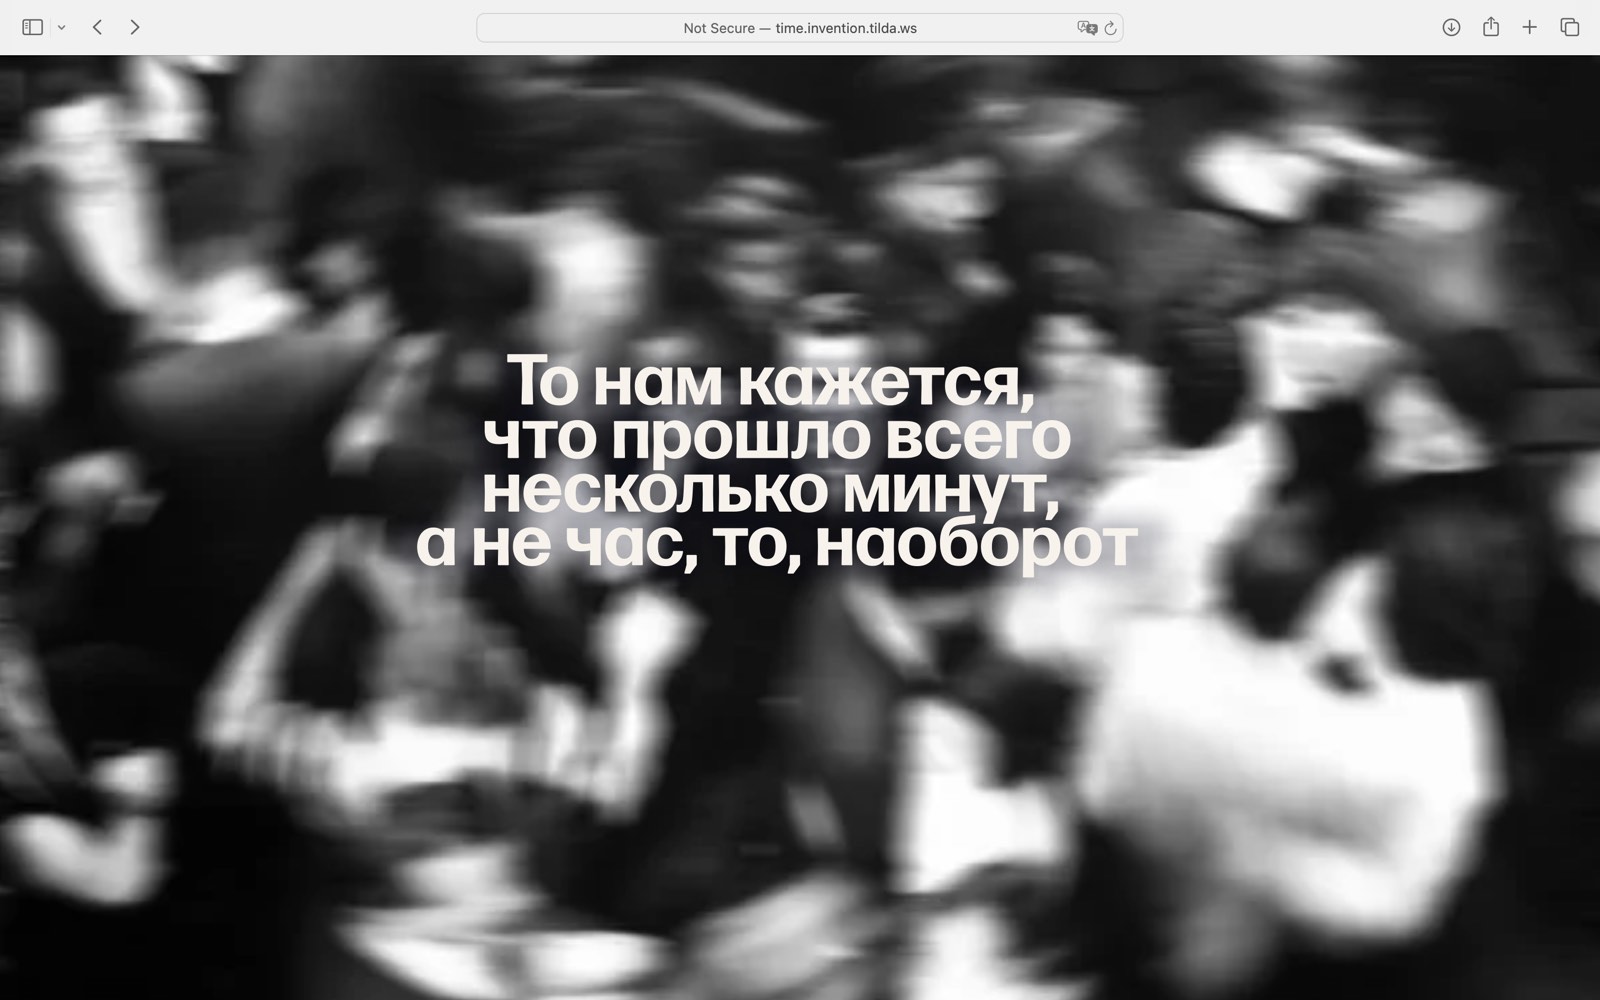 Not Secure — time.invention.tilda.ws
То нам кажется,
что прошло всего
несколько минут,
а не час, то, наоборот